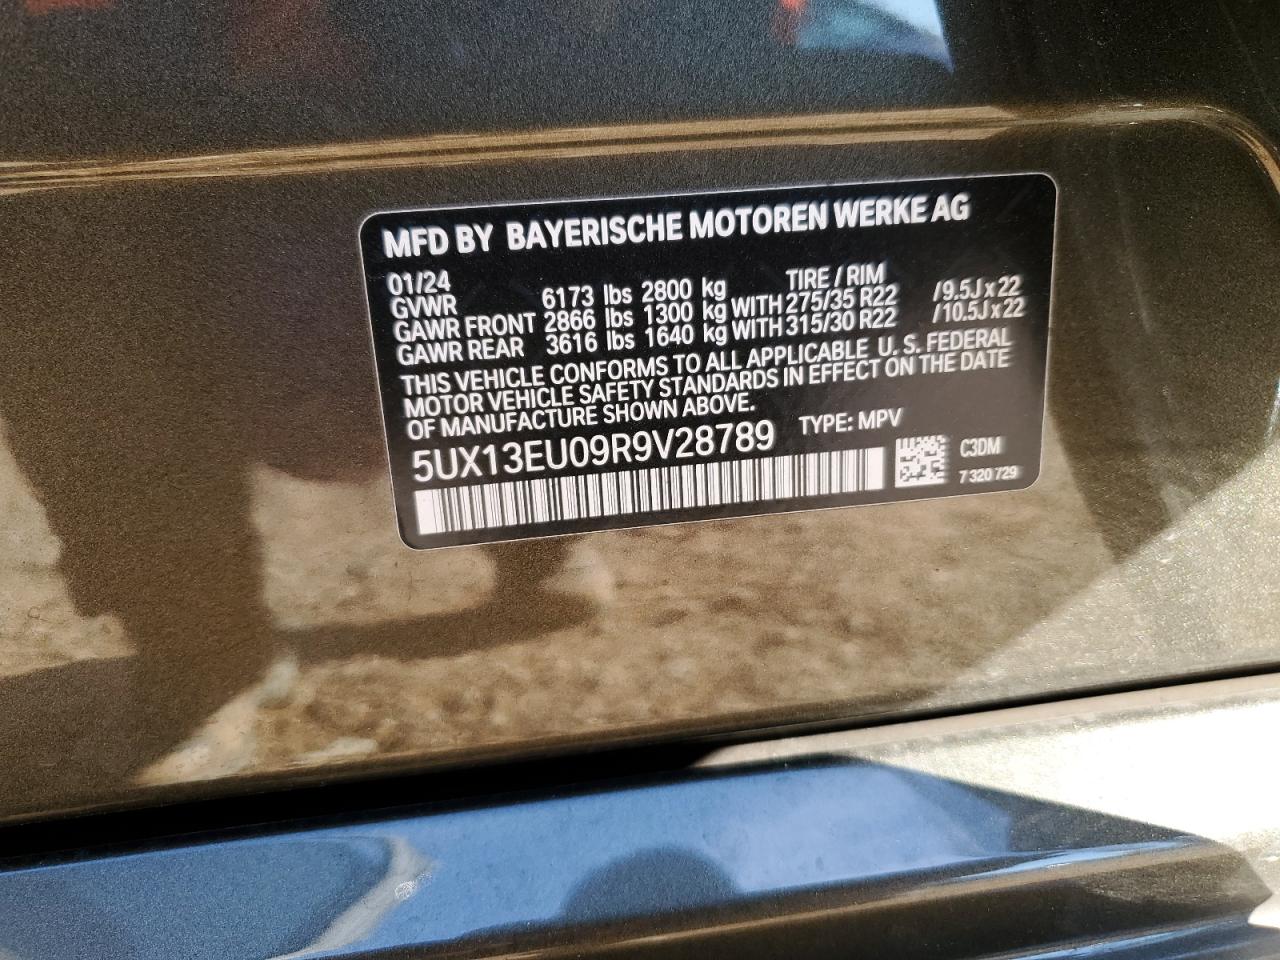 MFD BY BAYERISCHE MOTOREN WERKE AG
01/24 TIRE / RIM
GVWR 6173 lbs 2800 kg
GAWR FRONT 2866 lbs 1300 kg WITH 275/35 R22 /9.5J x 22
GAWR REAR 3616 lbs 1640 kg WITH 315/30 R22 /10.5J x 22
THIS VEHICLE CONFORMS TO ALL APPLICABLE U. S. FEDERAL
MOTOR VEHICLE SAFETY STANDARDS IN EFFECT ON THE DATE
OF MANUFACTURE SHOWN ABOVE.
5UX13EU09R9V28789 TYPE: MPV
C3DM
7 320 729